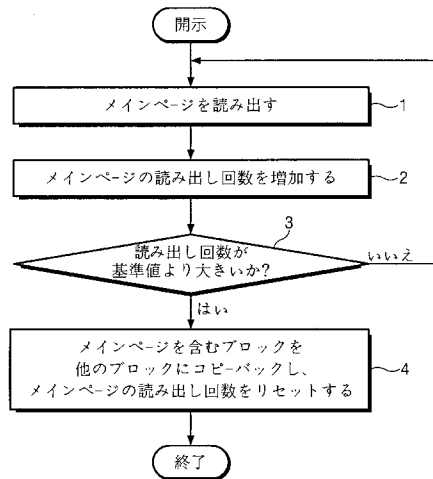 開示
メインページを読み出す
1
メインページの読み出し回数を増加する
2
3
読み出し回数が
基準値より大きいか?
いいえ
はい
メインページを含むブロックを
他のブロックにコピーバックし、
メインページの読み出し回数をリセットする
4
終了